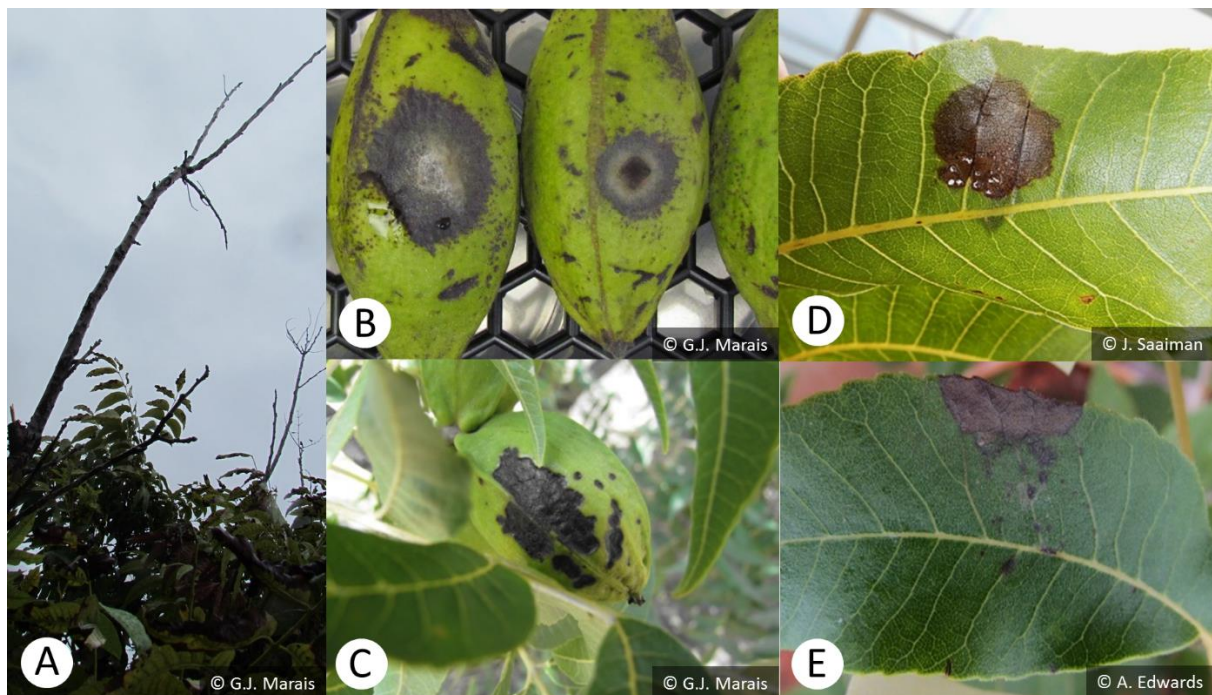 A
© G.J. Marais
B
© G.J. Marais
C
© G.J. Marais
D
© J. Saaiman
E
© A. Edwards